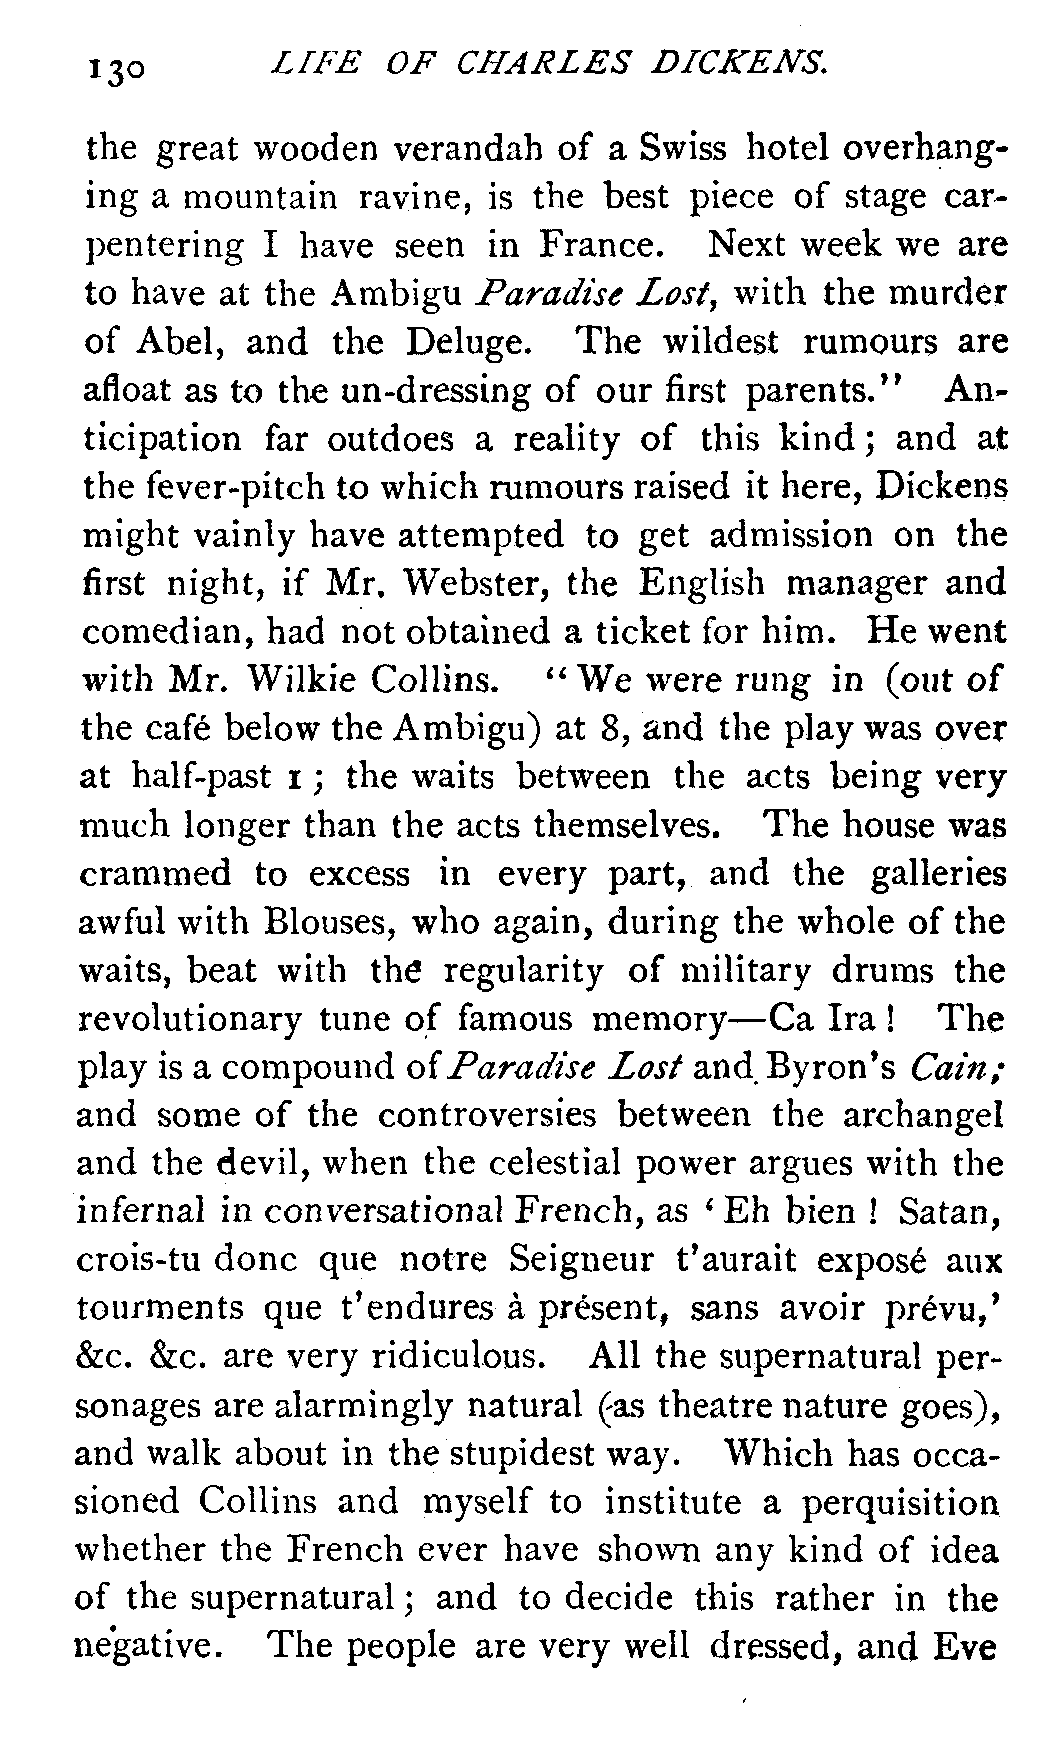 130 LIFE OF CHARLES DICKENS.
the great wooden verandah of a Swiss hotel overhang-
ing a mountain ravine, is the best piece of stage car-
pentering I have seen in France. Next week we are
to have at the Ambigu Paradise Lost, with the murder
of Abel, and the Deluge. The wildest rumours are
afloat as to the un-dressing of our first parents." An-
ticipation far outdoes a reality of this kind; and at
the fever-pitch to which rumours raised it here, Dickens
might vainly have attempted to get admission on the
first night, if Mr. Webster, the English manager and
comedian, had not obtained a ticket for him. He went
with Mr. Wilkie Collins. "We were rung in (out of
the café below the Ambigu) at 8, and the play was over
at half-past 1; the waits between the acts being very
much longer than the acts themselves. The house was
crammed to excess in every part, and the galleries
awful with Blouses, who again, during the whole of the
waits, beat with the regularity of military drums the
revolutionary tune of famous memory—Ca Ira! The
play is a compound of Paradise Lost and Byron's Cain;
and some of the controversies between the archangel
and the devil, when the celestial power argues with the
infernal in conversational French, as 'Eh bien! Satan,
crois-tu donc que notre Seigneur t'aurait exposé aux
tourments que t'endures à présent, sans avoir prévu,'
&c. &c. are very ridiculous. All the supernatural per-
sonages are alarmingly natural (as theatre nature goes),
and walk about in the stupidest way. Which has occa-
sioned Collins and myself to institute a perquisition
whether the French ever have shown any kind of idea
of the supernatural; and to decide this rather in the
negative. The people are very well dressed, and Eve